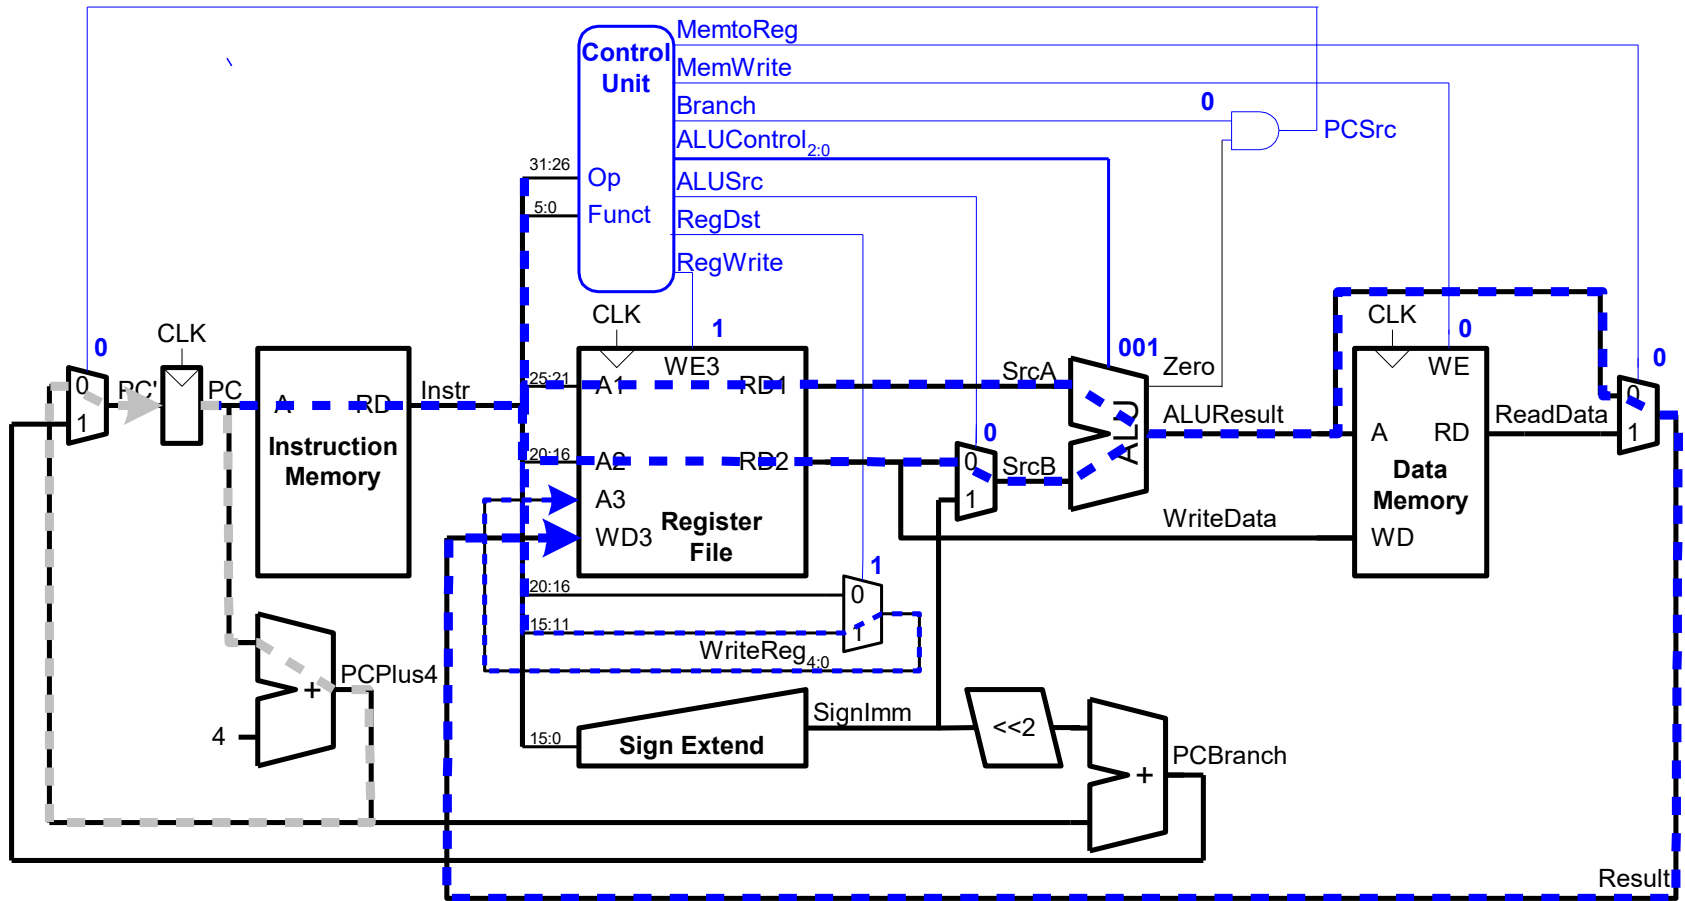 MemtoReg
Control
Unit
MemWrite
Branch
0
ALUControl2:0
PCSrc
31:26
Op
ALUSrc
5:0
Funct
RegDst
RegWrite
CLK
CLK
CLK
0
1
001
0
0
WE3
Zero
WE
0
PC'
PC
A
RD
Instr
25:21
A1
RD1
SrcA
ALU
0
1
Instruction
Memory
20:16
A2
RD2
0
0
SrcB
1
ALUResult
A
RD
ReadData
1
Data
Memory
A3
Register
File
WD3
WriteData
WD
20:16
0
1
15:11
1
WriteReg4:0
PCPlus4
+
4
SignImm
<<2
15:0
Sign Extend
PCBranch
+
Result